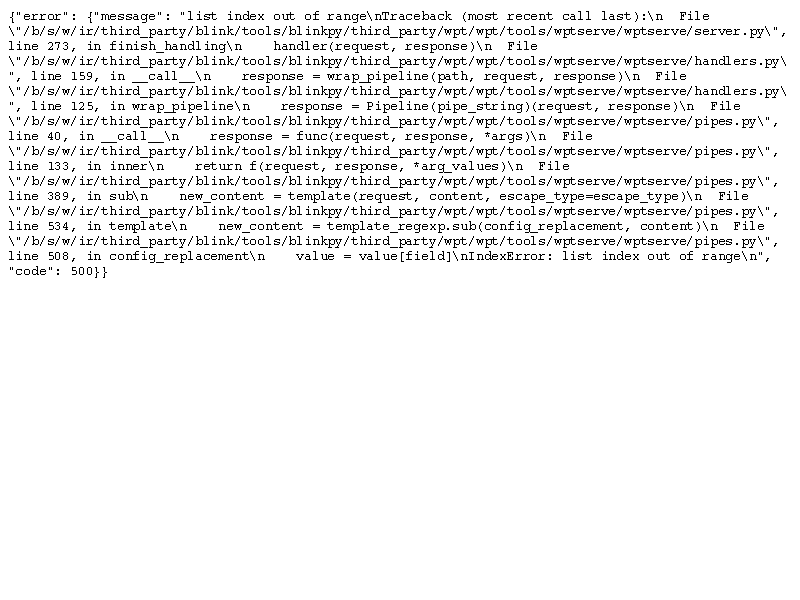 {"error": {"message": "list index out of range\nTraceback (most recent call last):\n  File
\"/b/s/w/ir/third_party/blink/tools/blinkpy/third_party/wpt/wpt/tools/wptserve/wptserve/server.py\",
line 273, in finish_handling\n    handler(request, response)\n  File
\"/b/s/w/ir/third_party/blink/tools/blinkpy/third_party/wpt/wpt/tools/wptserve/wptserve/handlers.py\
", line 159, in __call__\n    response = wrap_pipeline(path, request, response)\n  File
\"/b/s/w/ir/third_party/blink/tools/blinkpy/third_party/wpt/wpt/tools/wptserve/wptserve/handlers.py\
", line 125, in wrap_pipeline\n    response = Pipeline(pipe_string)(request, response)\n  File
\"/b/s/w/ir/third_party/blink/tools/blinkpy/third_party/wpt/wpt/tools/wptserve/wptserve/pipes.py\",
line 40, in __call__\n    response = func(request, response, *args)\n  File
\"/b/s/w/ir/third_party/blink/tools/blinkpy/third_party/wpt/wpt/tools/wptserve/wptserve/pipes.py\",
line 133, in inner\n    return f(request, response, *arg_values)\n  File
\"/b/s/w/ir/third_party/blink/tools/blinkpy/third_party/wpt/wpt/tools/wptserve/wptserve/pipes.py\",
line 389, in sub\n    new_content = template(request, content, escape_type=escape_type)\n  File
\"/b/s/w/ir/third_party/blink/tools/blinkpy/third_party/wpt/wpt/tools/wptserve/wptserve/pipes.py\",
line 534, in template\n    new_content = template_regexp.sub(config_replacement, content)\n  File
\"/b/s/w/ir/third_party/blink/tools/blinkpy/third_party/wpt/wpt/tools/wptserve/wptserve/pipes.py\",
line 508, in config_replacement\n    value = value[field]\nIndexError: list index out of range\n",
"code": 500}}